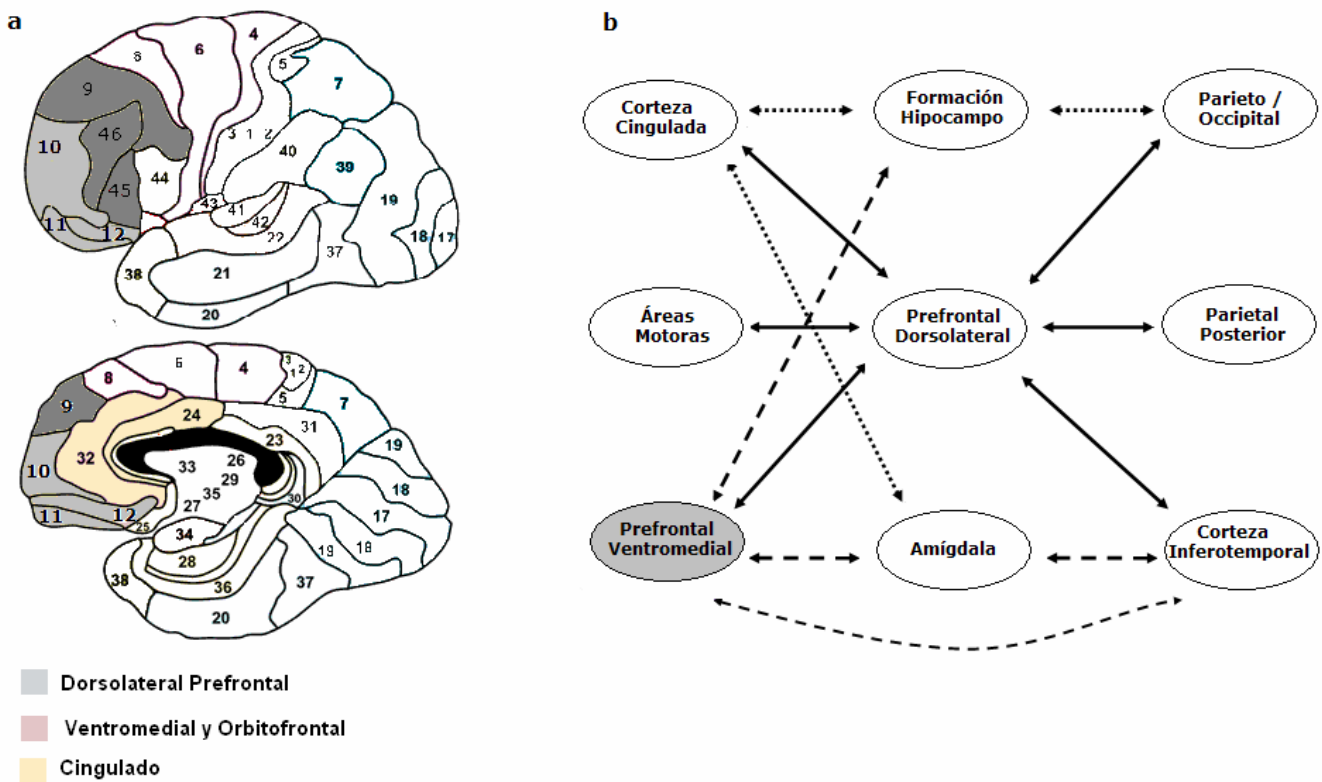 a
6
4
8
5
7
9
46
3 1 2
10
40
44
39
45
43
41
19
42
11
12
22
18
17
37
38
21
20
6
4
3
1 2
8
5
7
9
24
31
23
19
32
26
10
33
29
18
35
30
27
11
12
25
17
34
19
18
28
38
36
37
20
Dorsolateral Prefrontal
Ventromedial y Orbitofrontal
Cingulado
b
Corteza
Cingulada
Formación
Hipocampo
Parieto /
Occipital
Áreas
Motoras
Prefrontal
Dorsolateral
Parietal
Posterior
Prefrontal
Ventromedial
Amígdala
Corteza
Inferotemporal